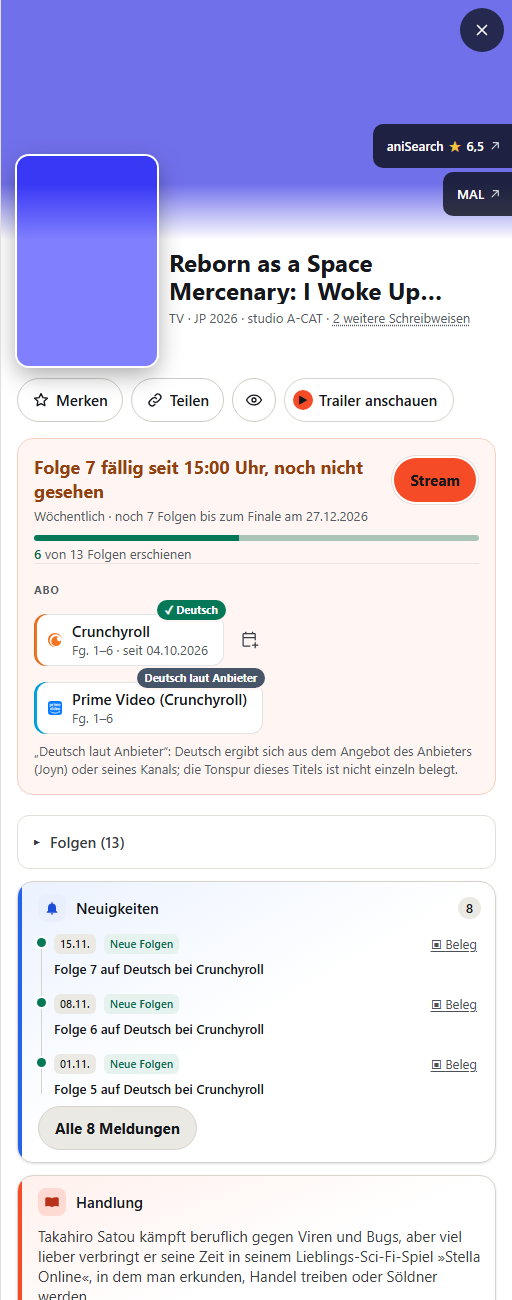 aniSearch ★ 6,5 ↗
MAL ↗
Reborn as a Space
Mercenary: I Woke Up…
TV · JP 2026 · studio A-CAT · 2 weitere Schreibweisen
Merken
Teilen
Trailer anschauen
Folge 7 fällig seit 15:00 Uhr, noch nicht
gesehen
Stream
Wöchentlich · noch 7 Folgen bis zum Finale am 27.12.2026
6 von 13 Folgen erschienen
ABO
✓ Deutsch
Crunchyroll
Fg. 1–6 · seit 04.10.2026
Deutsch laut Anbieter
prime video
Prime Video (Crunchyroll)
Fg. 1–6
„Deutsch laut Anbieter“: Deutsch ergibt sich aus dem Angebot des Anbieters
(Joyn) oder seines Kanals; die Tonspur dieses Titels ist nicht einzeln belegt.
▸ Folgen (13)
Neuigkeiten
8
15.11. Neue Folgen ▣ Beleg
Folge 7 auf Deutsch bei Crunchyroll
08.11. Neue Folgen ▣ Beleg
Folge 6 auf Deutsch bei Crunchyroll
01.11. Neue Folgen ▣ Beleg
Folge 5 auf Deutsch bei Crunchyroll
Alle 8 Meldungen
Handlung
Takahiro Satou kämpft beruflich gegen Viren und Bugs, aber viel
lieber verbringt er seine Zeit in seinem Lieblings-Sci-Fi-Spiel »Stella
Online«, in dem man erkunden, Handel treiben oder Söldner
werden